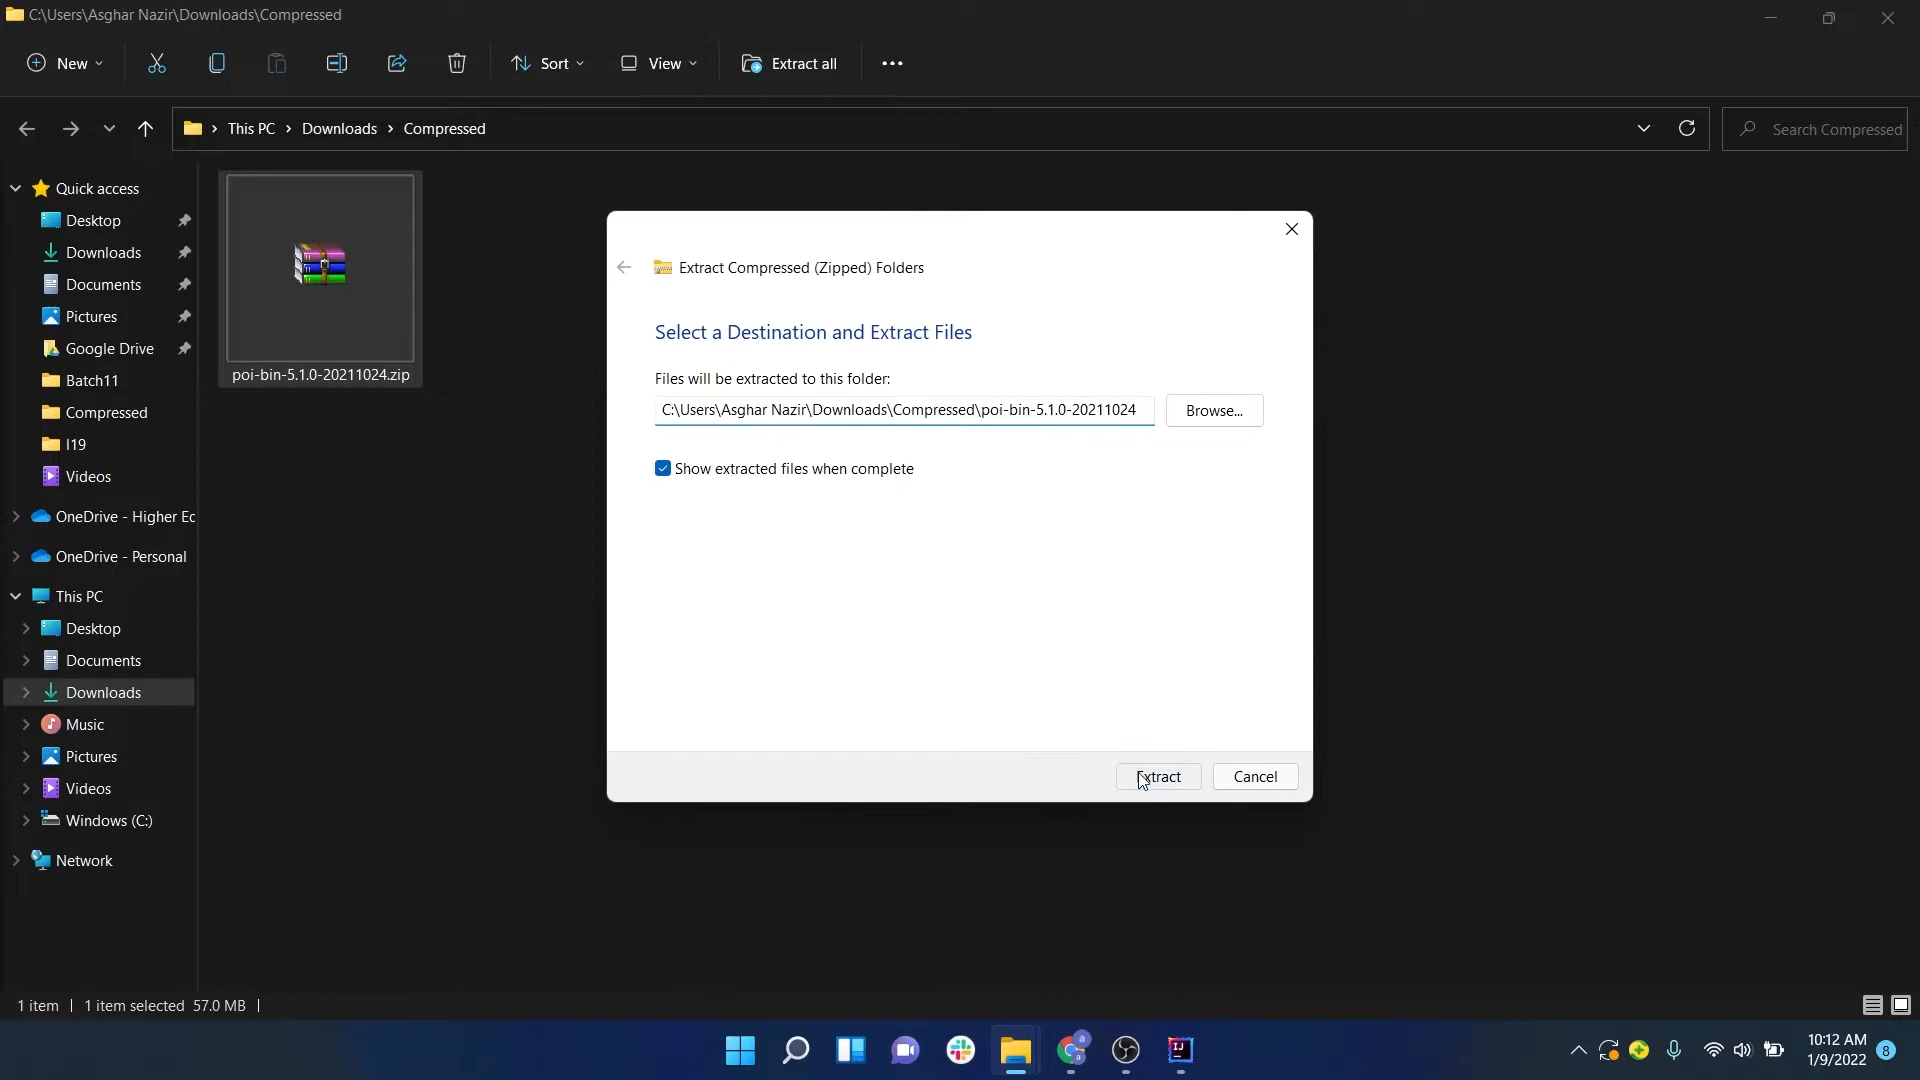 C:\Users\Asghar Nazir\Downloads\Compressed
New
Sort
View
Extract all
This PC
Downloads
Compressed
Search Compressed
Quick access
Desktop
Downloads
Documents
Pictures
Google Drive
Batch11
Compressed
I19
Videos
OneDrive - Higher Ec
OneDrive - Personal
This PC
Desktop
Documents
Downloads
Music
Pictures
Videos
Windows (C:)
Network
poi-bin-5.1.0-20211024.zip
Extract Compressed (Zipped) Folders
Select a Destination and Extract Files
Files will be extracted to this folder:
C:\Users\Asghar Nazir\Downloads\Compressed\poi-bin-5.1.0-20211024
Browse...
Show extracted files when complete
Extract
Cancel
1 item
1 item selected 57.0 MB
a
a
IJ
10:12 AM
1/9/2022
8